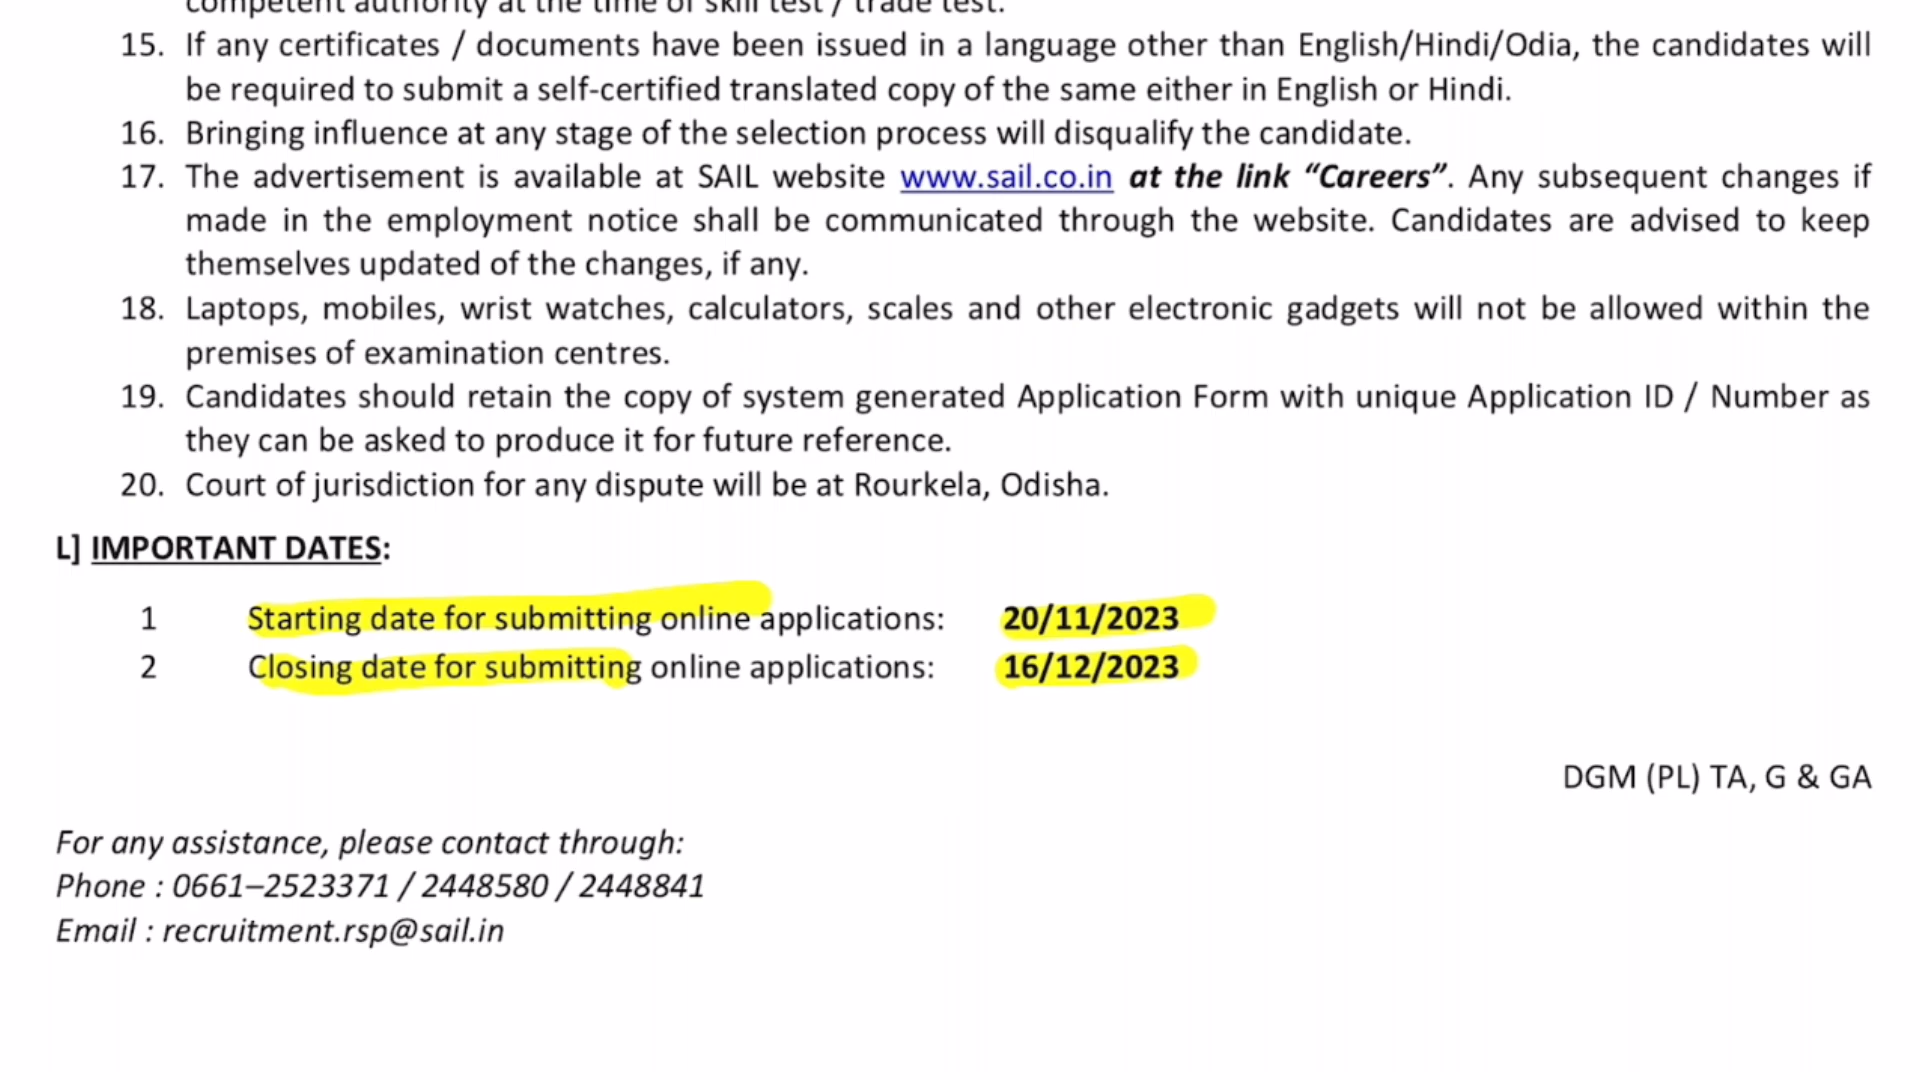 competent authority at the time of skill test / trade test.
15. If any certificates / documents have been issued in a language other than English/Hindi/Odia, the candidates will
be required to submit a self-certified translated copy of the same either in English or Hindi.
16. Bringing influence at any stage of the selection process will disqualify the candidate.
17. The advertisement is available at SAIL website www.sail.co.in at the link “Careers”. Any subsequent changes if
made in the employment notice shall be communicated through the website. Candidates are advised to keep
themselves updated of the changes, if any.
18. Laptops, mobiles, wrist watches, calculators, scales and other electronic gadgets will not be allowed within the
premises of examination centres.
19. Candidates should retain the copy of system generated Application Form with unique Application ID / Number as
they can be asked to produce it for future reference.
20. Court of jurisdiction for any dispute will be at Rourkela, Odisha.
L] IMPORTANT DATES:
1 Starting date for submitting online applications: 20/11/2023
2 Closing date for submitting online applications: 16/12/2023
DGM (PL) TA, G & GA
For any assistance, please contact through:
Phone : 0661–2523371 / 2448580 / 2448841
Email : recruitment.rsp@sail.in